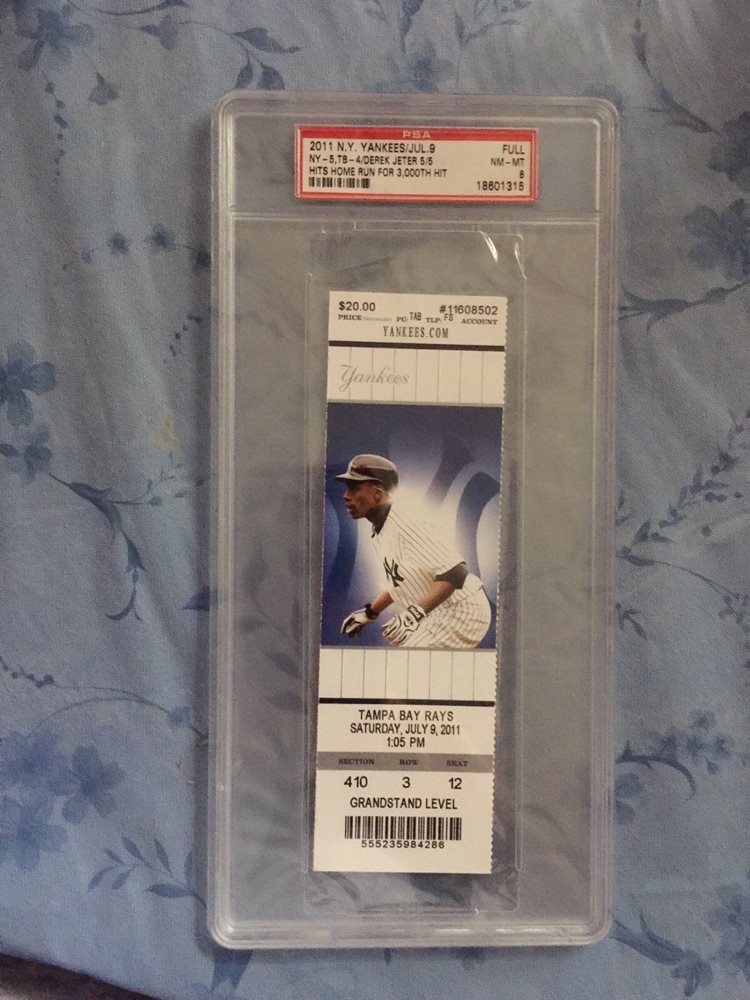 PSA
2011 N.Y. YANKEES/JUL.9 FULL
NY-5,TB-4/DEREK JETER 5/5 NM-MT
HITS HOME RUN FOR 3,000TH HIT 8
18601315
$20.00 #11608502
PRICE PC: TAB TLP: FS ACCOUNT
YANKEES.COM
Yankees
NY
TAMPA BAY RAYS
SATURDAY, JULY 9, 2011
1:05 PM
SECTION ROW SEAT
410 3 12
GRANDSTAND LEVEL
555235984286